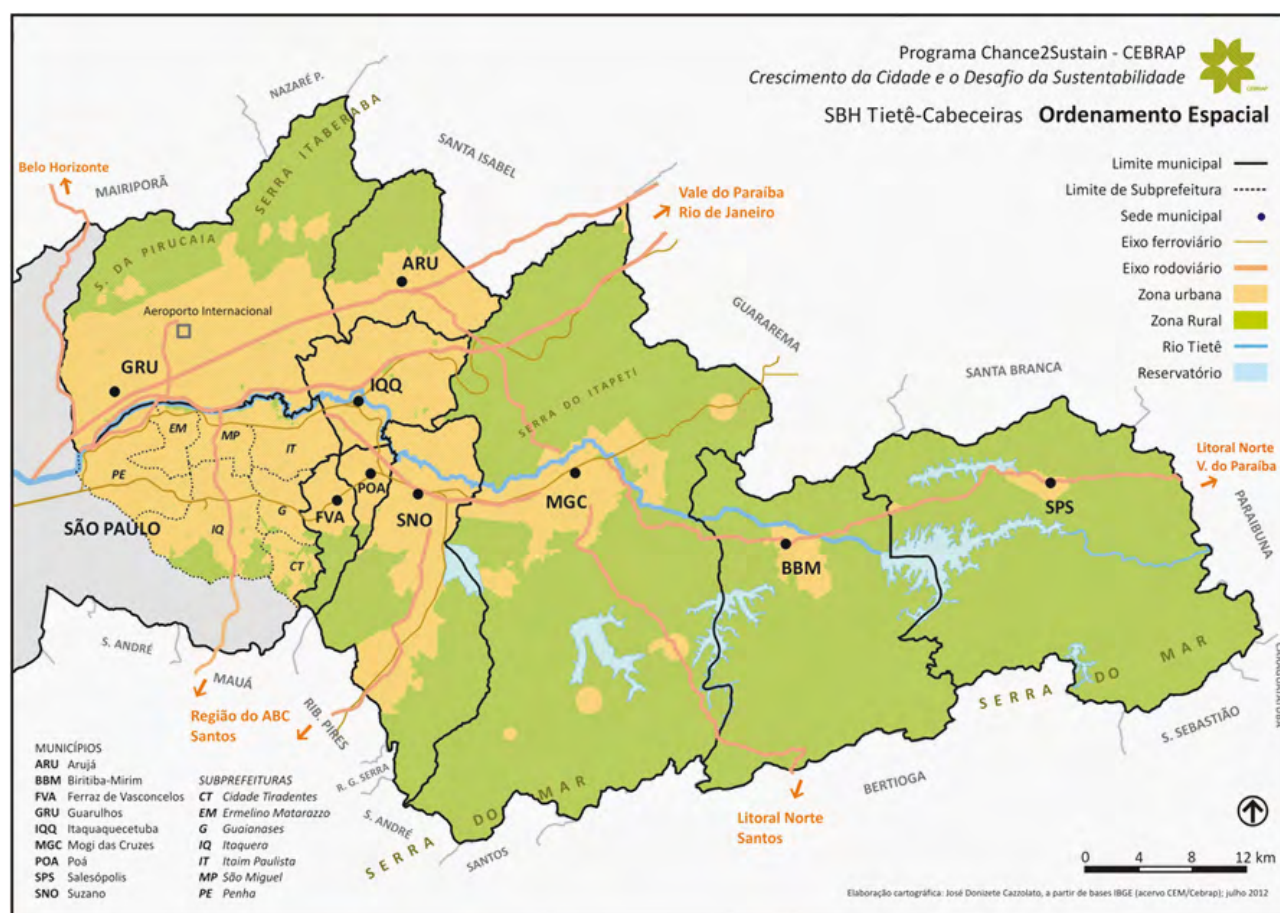 Programa Chance2Sustain - CEBRAP
Crescimento da Cidade e o Desafio da Sustentabilidade
CEBRAP
SBH Tietê-Cabeceiras Ordenamento Espacial
Limite municipal
Limite de Subprefeitura
Sede municipal
Eixo ferroviário
Eixo rodoviário
Zona urbana
Zona Rural
Rio Tietê
Reservatório
NAZARÉ P.
SERRA ITABERABA
SANTA ISABEL
Belo Horizonte
MAIRIPORÃ
Vale do Paraíba
Rio de Janeiro
S. DA PIRUCAIA
ARU
Aeroporto Internacional
GUARAREMA
GRU
IQQ
SERRA DO ITAPETI
SANTA BRANCA
EM
MP
IT
PE
POA
MGC
SPS
Litoral Norte
V. do Paraíba
PARAIBUNA
FVA
SNO
G
SÃO PAULO
IQ
CT
BBM
S. ANDRÉ
MAUÁ
Região do ABC
Santos
RIB. PIRES
SERRA DO MAR
S. SEBASTIÃO
R. G. SERRA
S. ANDRÉ
SERRA DO MAR
SANTOS
BERTIOGA
Litoral Norte
Santos
MUNICÍPIOS
ARU Arujá
BBM Biritiba-Mirim
FVA Ferraz de Vasconcelos
GRU Guarulhos
IQQ Itaquaquecetuba
MGC Mogi das Cruzes
POA Poá
SPS Salesópolis
SNO Suzano
SUBPREFEITURAS
CT Cidade Tiradentes
EM Ermelino Matarazzo
G Guaianases
IQ Itaquera
IT Itaim Paulista
MP São Miguel
PE Penha
0 4 8 12 km
Elaboração cartográfica: José Donizete Cazzolato, a partir de bases IBGE (acervo CEM/Cebrap); julho 2012